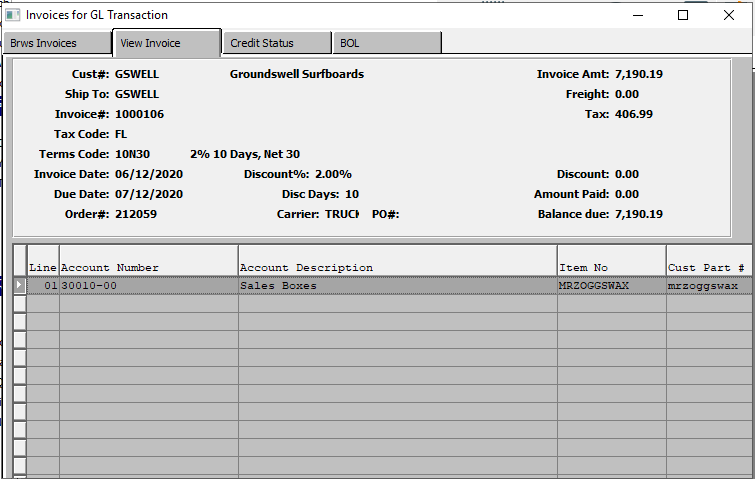 Invoices for GL Transaction
Brws Invoices View Invoice Credit Status BOL
Cust#: GSWELL Groundswell Surfboards Invoice Amt: 7,190.19
Ship To: GSWELL Freight: 0.00
Invoice#: 1000106 Tax: 406.99
Tax Code: FL
Terms Code: 10N30 2% 10 Days, Net 30
Invoice Date: 06/12/2020 Discount%: 2.00% Discount: 0.00
Due Date: 07/12/2020 Disc Days: 10 Amount Paid: 0.00
Order#: 212059 Carrier: TRUCK PO#: Balance due: 7,190.19
Line Account Number Account Description Item No Cust Part #
01 30010-00 Sales Boxes MRZOGGSWAX mrzoggswax